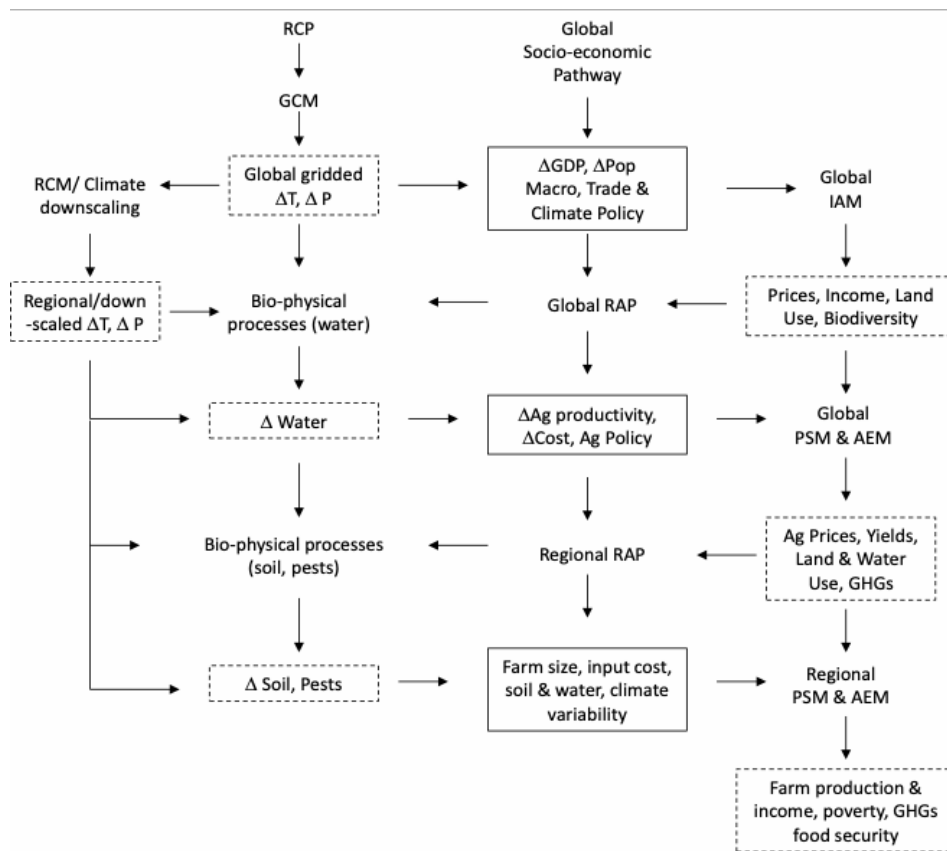 RCP
Global
Socio-economic
Pathway
GCM
RCM/ Climate
downscaling
Global gridded
ΔT, Δ P
ΔGDP, ΔPop
Macro, Trade &
Climate Policy
Global
IAM
Regional/down
-scaled ΔT, Δ P
Bio-physical
processes (water)
Global RAP
Prices, Income, Land
Use, Biodiversity
Δ Water
ΔAg productivity,
ΔCost, Ag Policy
Global
PSM & AEM
Bio-physical processes
(soil, pests)
Regional RAP
Ag Prices, Yields,
Land & Water
Use, GHGs
Δ Soil, Pests
Farm size, input cost,
soil & water, climate
variability
Regional
PSM & AEM
Farm production &
income, poverty, GHGs
food security